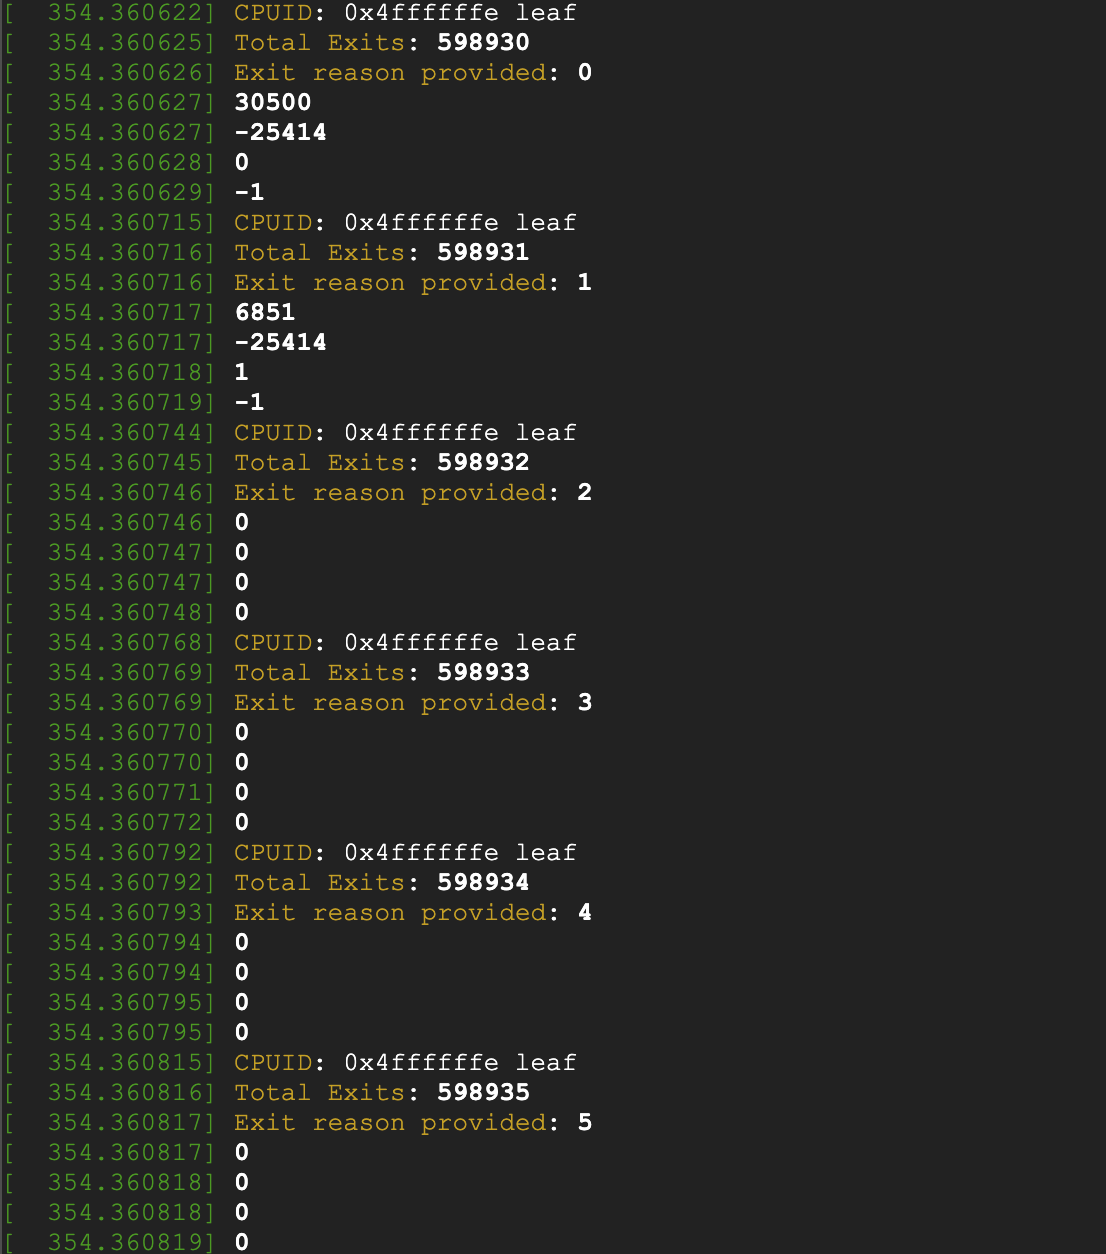 [  354.360622] CPUID: 0x4ffffffe leaf
[  354.360625] Total Exits: 598930
[  354.360626] Exit reason provided: 0
[  354.360627] 30500
[  354.360627] -25414
[  354.360628] 0
[  354.360629] -1
[  354.360715] CPUID: 0x4ffffffe leaf
[  354.360716] Total Exits: 598931
[  354.360716] Exit reason provided: 1
[  354.360717] 6851
[  354.360717] -25414
[  354.360718] 1
[  354.360719] -1
[  354.360744] CPUID: 0x4ffffffe leaf
[  354.360745] Total Exits: 598932
[  354.360746] Exit reason provided: 2
[  354.360746] 0
[  354.360747] 0
[  354.360747] 0
[  354.360748] 0
[  354.360768] CPUID: 0x4ffffffe leaf
[  354.360769] Total Exits: 598933
[  354.360769] Exit reason provided: 3
[  354.360770] 0
[  354.360770] 0
[  354.360771] 0
[  354.360772] 0
[  354.360792] CPUID: 0x4ffffffe leaf
[  354.360792] Total Exits: 598934
[  354.360793] Exit reason provided: 4
[  354.360794] 0
[  354.360794] 0
[  354.360795] 0
[  354.360795] 0
[  354.360815] CPUID: 0x4ffffffe leaf
[  354.360816] Total Exits: 598935
[  354.360817] Exit reason provided: 5
[  354.360817] 0
[  354.360818] 0
[  354.360818] 0
[  354.360819] 0